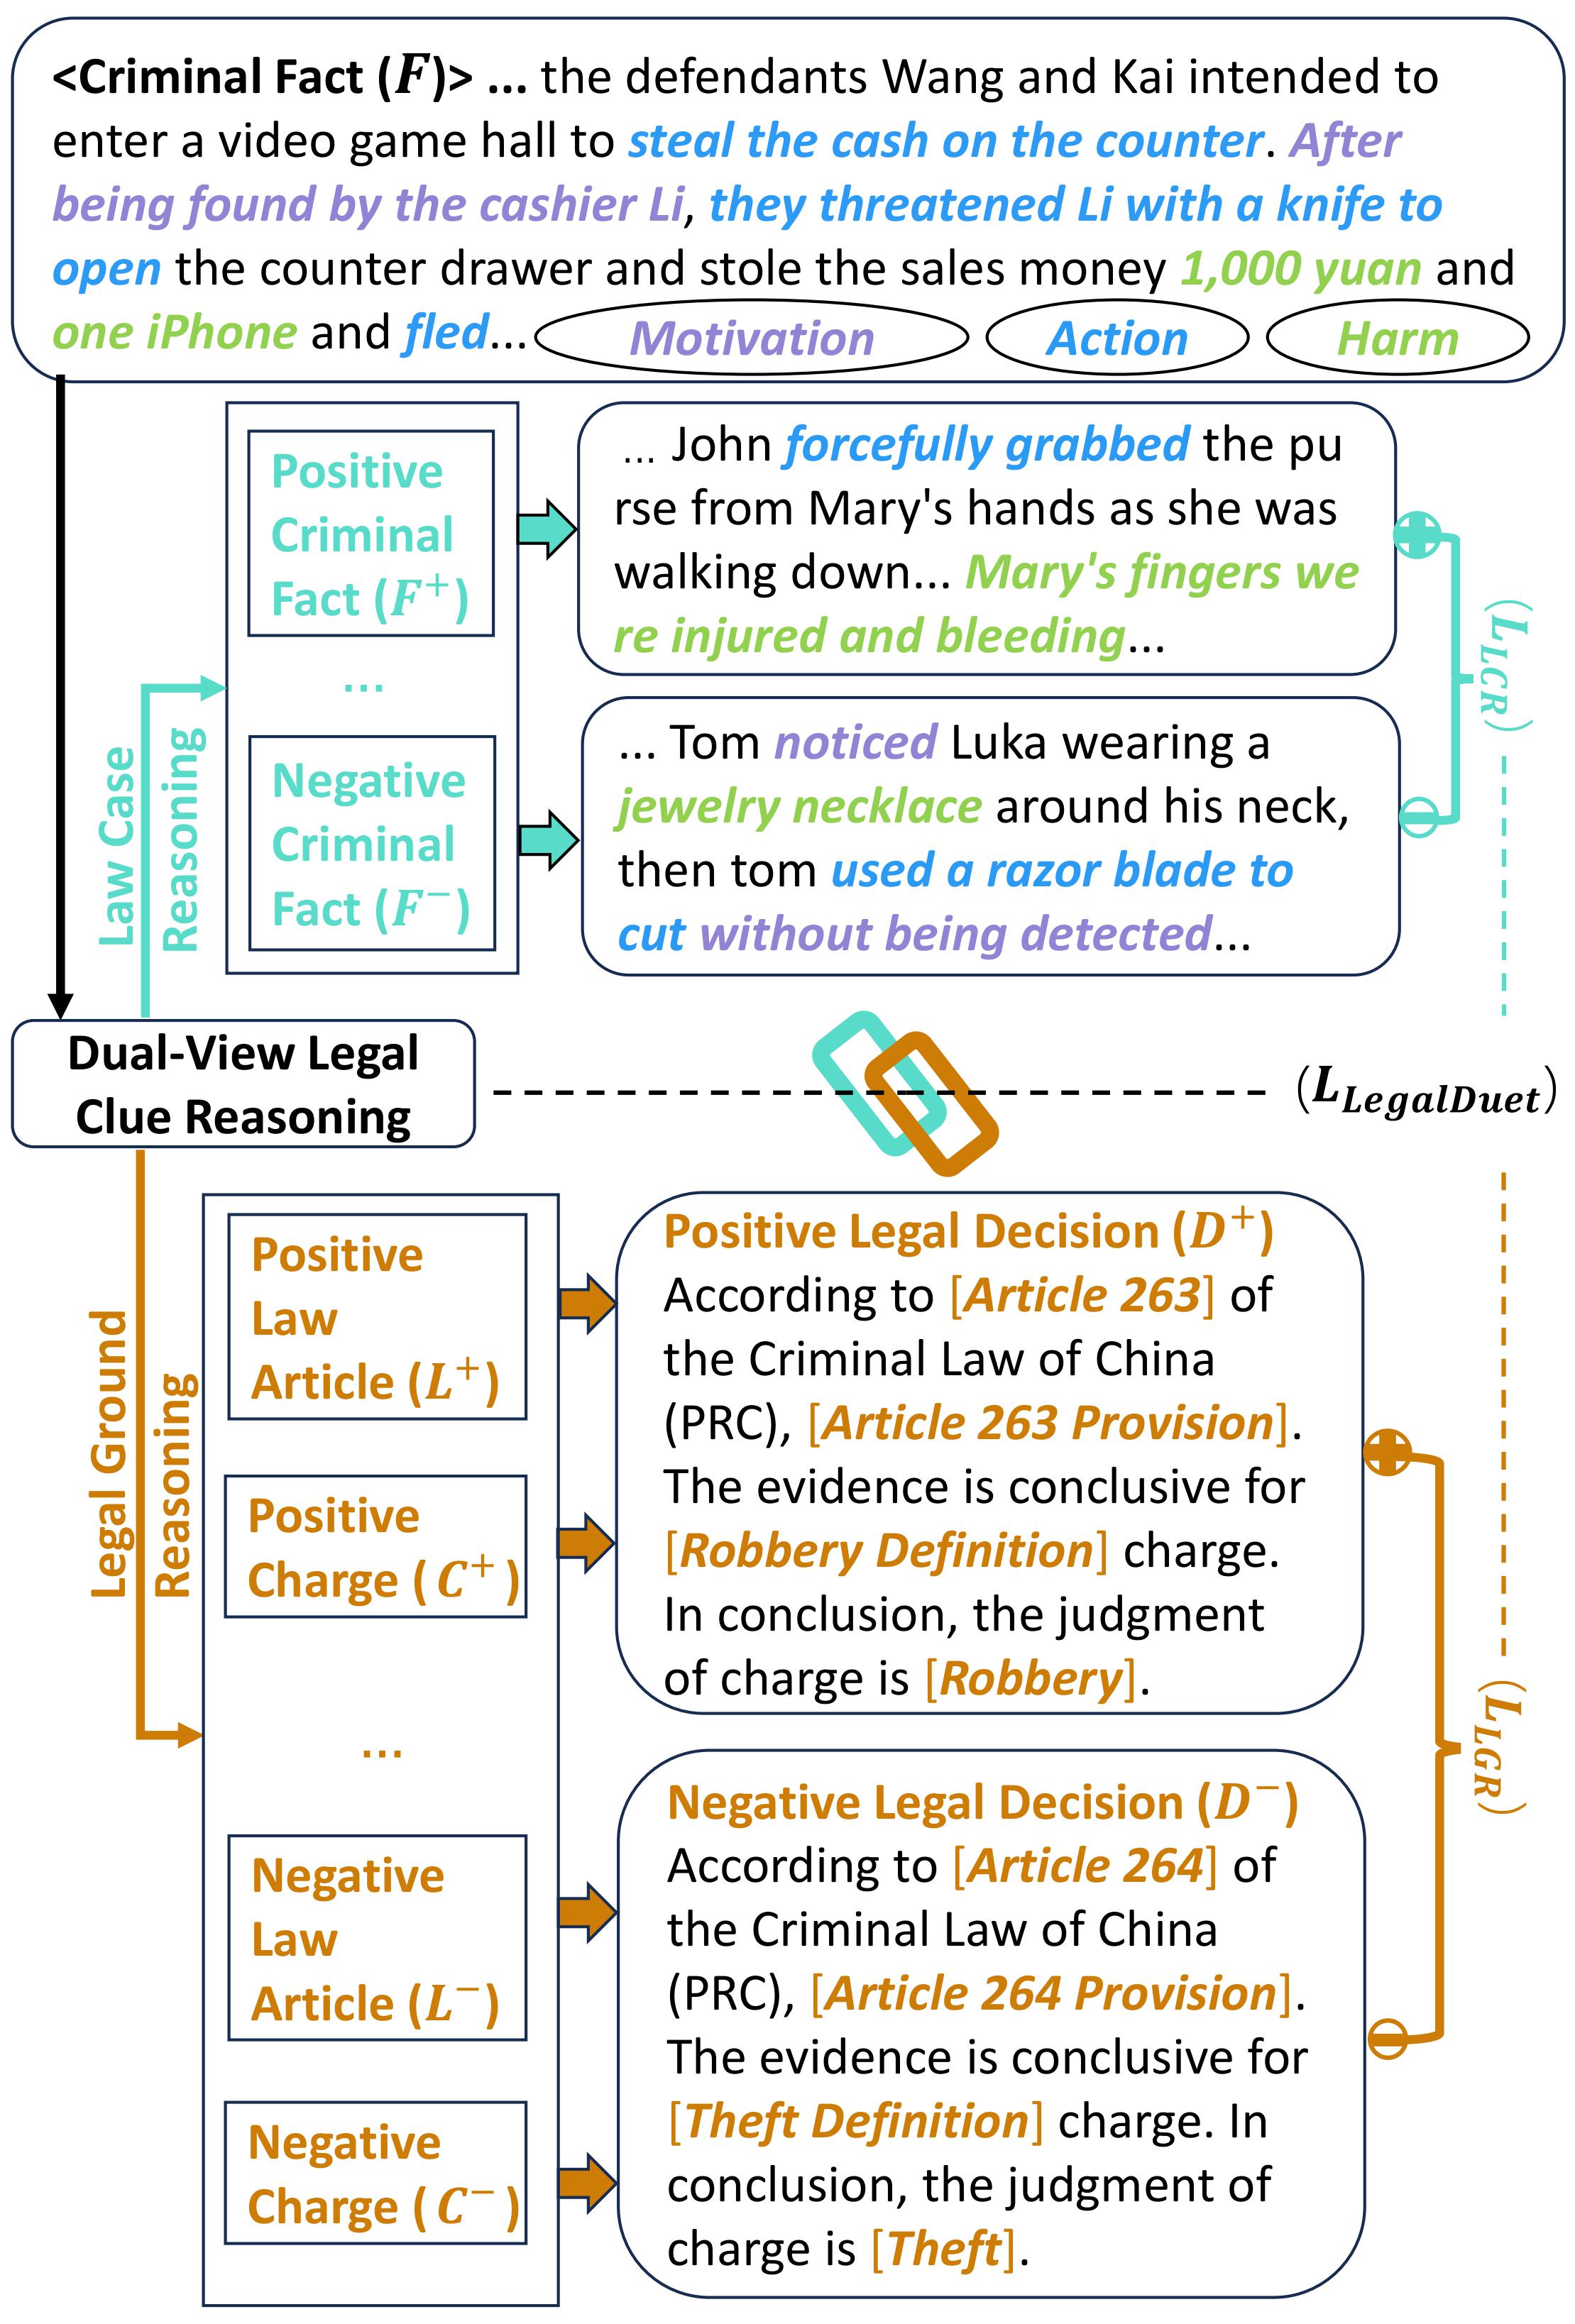 <Criminal Fact (F)> ... the defendants Wang and Kai intended to
enter a video game hall to steal the cash on the counter. After
being found by the cashier Li, they threatened Li with a knife to
open the counter drawer and stole the sales money 1,000 yuan and
one iPhone and fled...
Motivation
Action
Harm
Law Case
Reasoning
Positive
Criminal
Fact (F⁺)
...
Negative
Criminal
Fact (F⁻)
... John forcefully grabbed the pu
rse from Mary's hands as she was
walking down... Mary's fingers we
re injured and bleeding...
... Tom noticed Luka wearing a
jewelry necklace around his neck,
then tom used a razor blade to
cut without being detected...
(L_LCR)
Dual-View Legal
Clue Reasoning
(L_LegalDuet)
Legal Ground
Reasoning
Positive
Law
Article (L⁺)
Positive
Charge (C⁺)
...
Negative
Law
Article (L⁻)
Negative
Charge (C⁻)
Positive Legal Decision (D⁺)
According to [Article 263] of
the Criminal Law of China
(PRC), [Article 263 Provision].
The evidence is conclusive for
[Robbery Definition] charge.
In conclusion, the judgment
of charge is [Robbery].
Negative Legal Decision (D⁻)
According to [Article 264] of
the Criminal Law of China
(PRC), [Article 264 Provision].
The evidence is conclusive for
[Theft Definition] charge. In
conclusion, the judgment of
charge is [Theft].
(L_LGR)